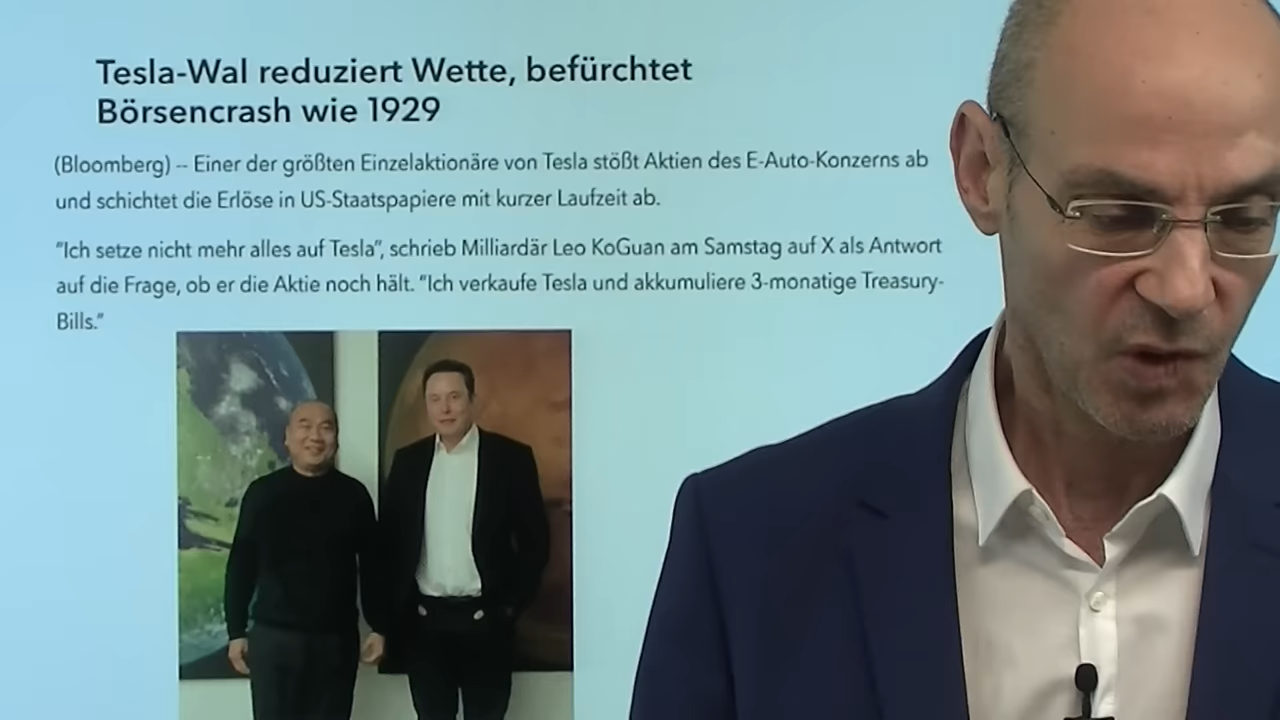 Tesla-Wal reduziert Wette, befürchtet
Börsencrash wie 1929
(Bloomberg) -- Einer der größten Einzelaktionäre von Tesla stößt Aktien des E-Auto-Konzerns ab
und schichtet die Erlöse in US-Staatspapiere mit kurzer Laufzeit ab.
"Ich setze nicht mehr alles auf Tesla", schrieb Milliardär Leo KoGuan am Samstag auf X als Antwort
auf die Frage, ob er die Aktie noch hält. "Ich verkaufe Tesla und akkumuliere 3-monatige Treasury-
Bills."